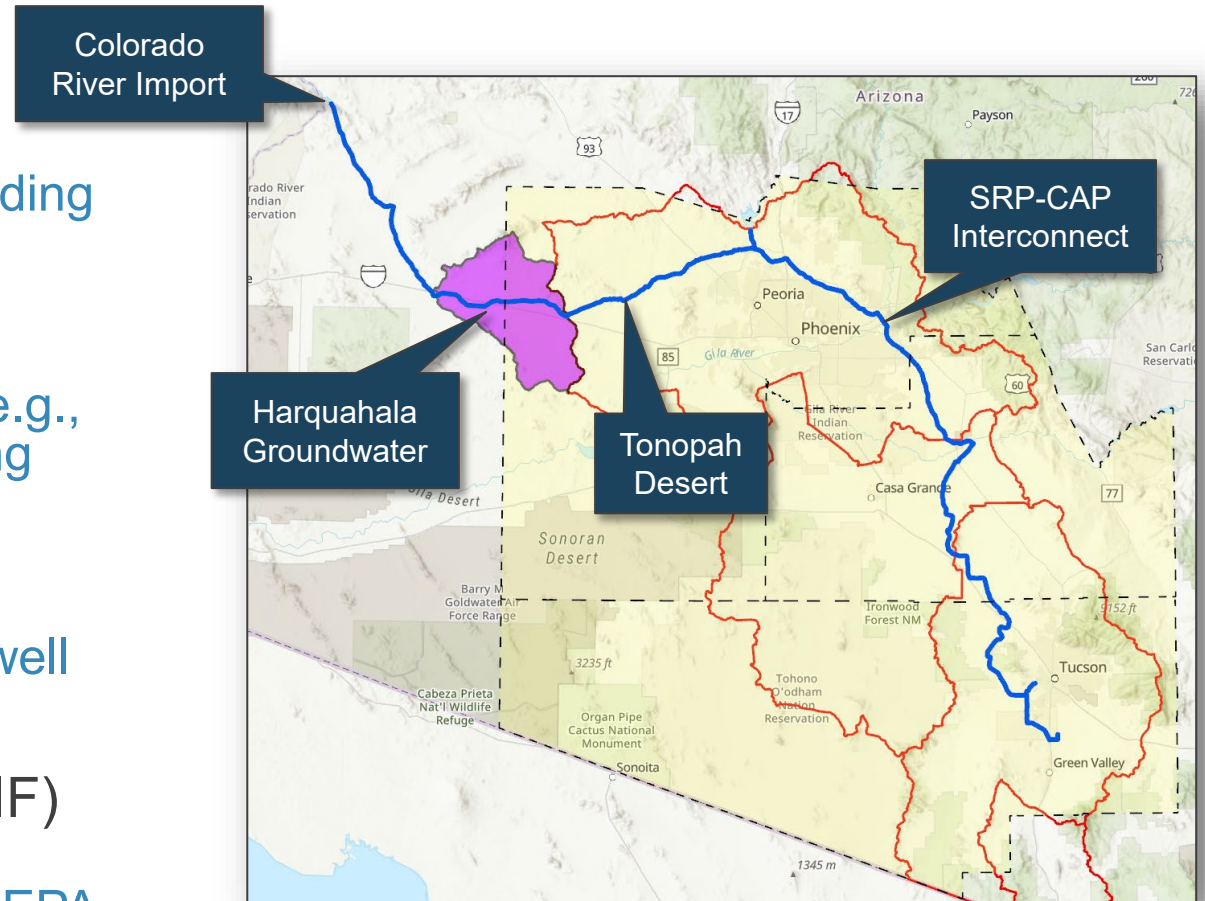 Colorado
River Import
ding
e.g.,
ng
well
IF)
EPA
Arizona
Payson
17
93
SRP-CAP
Interconnect
rado River
Indian
servation
Peoria
Phoenix
Gila River
85
60
San Carlo
Reservati
Harquahala
Groundwater
Tonopah
Desert
Gila River
Indian
Reservation
Casa Grande
77
Gila Desert
Sonoran
Desert
Barry M
Goldwater Air
Force Range
Ironwood
Forest NM
9152 ft
3235 ft
Tucson
Cabeza Prieta
Nat'l Wildlife
Refuge
Tohono
O'odham
Nation
Reservation
Organ Pipe
Cactus National
Monument
Sonoita
Green Valley
1345 m